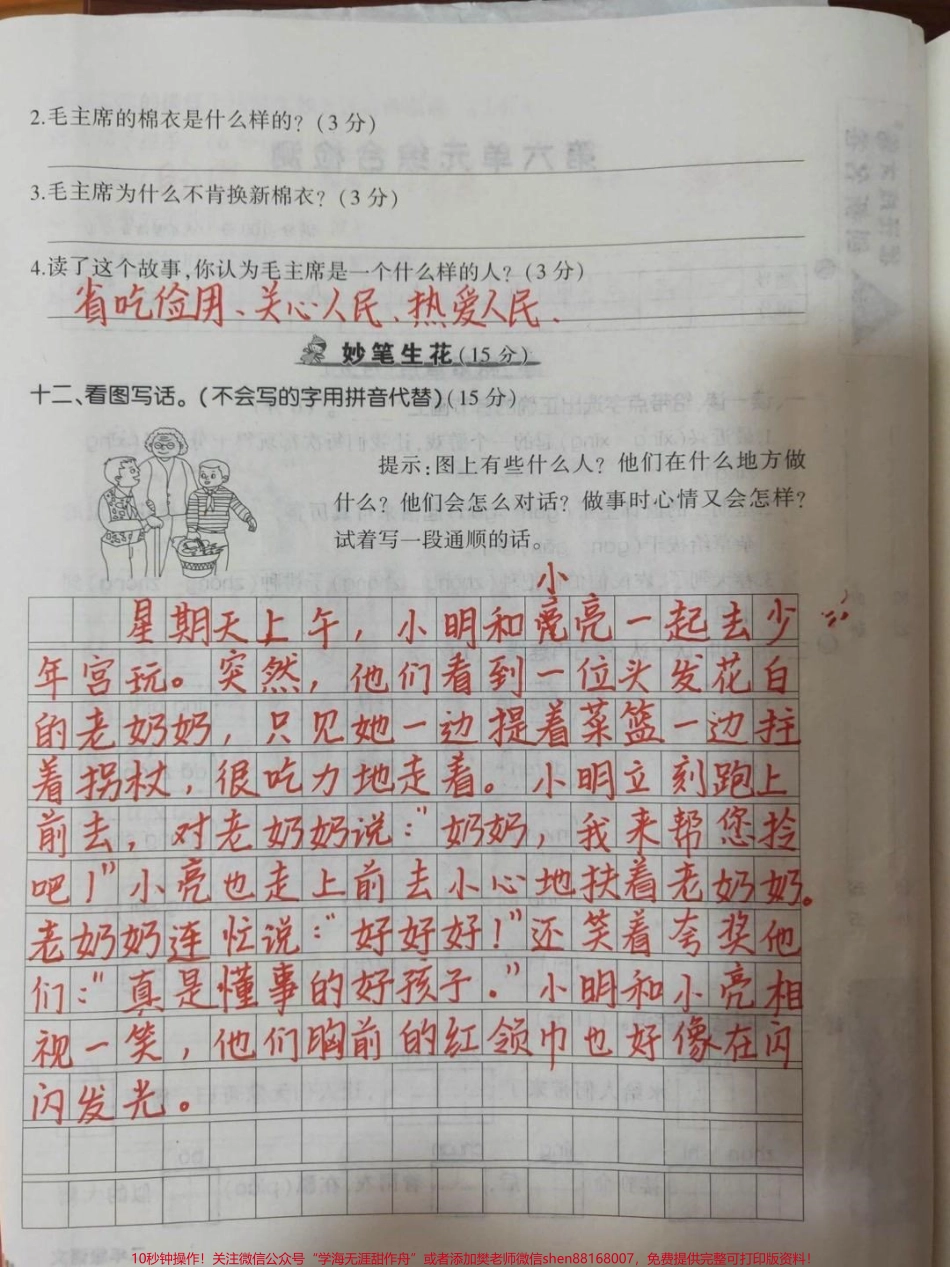 2.毛主席的棉衣是什么样的？(3分)
3.毛主席为什么不肯换新棉衣？(3分)
4.读了这个故事,你认为毛主席是一个什么样的人？(3分)
省吃俭用、关心人民、热爱人民.
妙笔生花(15分)
十二、看图写话。(不会写的字用拼音代替)(15分)
提示:图上有些什么人？他们在什么地方做
什么？他们会怎么对话？做事时心情又会怎样？
试着写一段通顺的话。
小
星期天上午，小明和亮亮一起去少
年宫玩。突然，他们看到一位头发花白
的老奶奶，只见她一边提着菜篮一边拄
着拐杖，很吃力地走着。小明立刻跑上
前去，对老奶奶说：“奶奶，我来帮您拎
吧！”小亮也走上前去小心地扶着老奶奶。
老奶奶连忙说：“好好好！”还笑着夸奖他
们：“真是懂事的好孩子.”小明和小亮相
视一笑，他们胸前的红领巾也好像在闪
闪发光。
10秒钟操作！关注微信公众号“学海无涯甜作舟”或者添加樊老师微信shen88168007，免费提供完整可打印版资料！